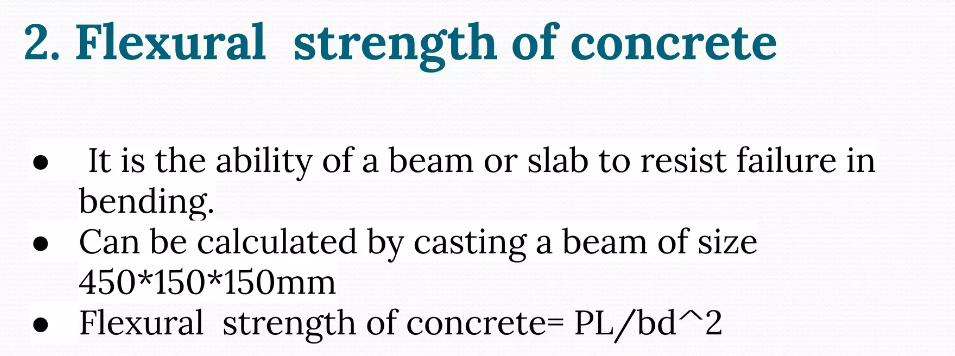 2. Flexural strength of concrete
● It is the ability of a beam or slab to resist failure in
bending.
● Can be calculated by casting a beam of size
450*150*150mm
● Flexural strength of concrete= PL/bd^2